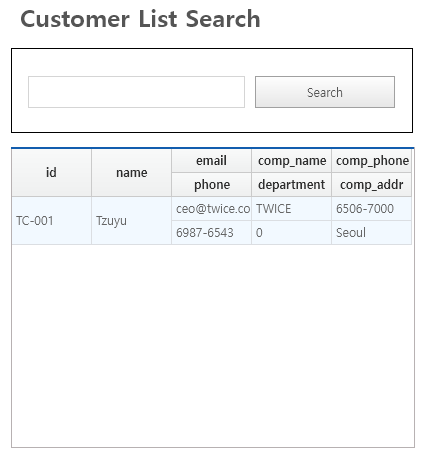 Customer List Search
Search
id name email comp_name comp_phone
phone department comp_addr
TC-001 Tzuyu ceo@twice.co TWICE 6506-7000
6987-6543 0 Seoul